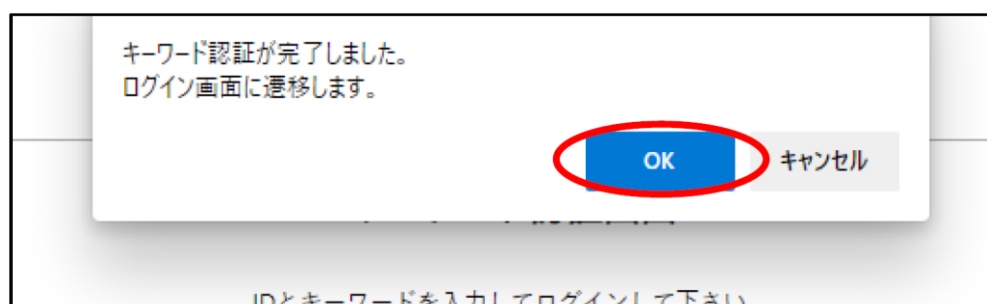 キーワード認証が完了しました。
ログイン画面に遷移します。
OK
キャンセル
IDとキーワードを入力してログインして下さい